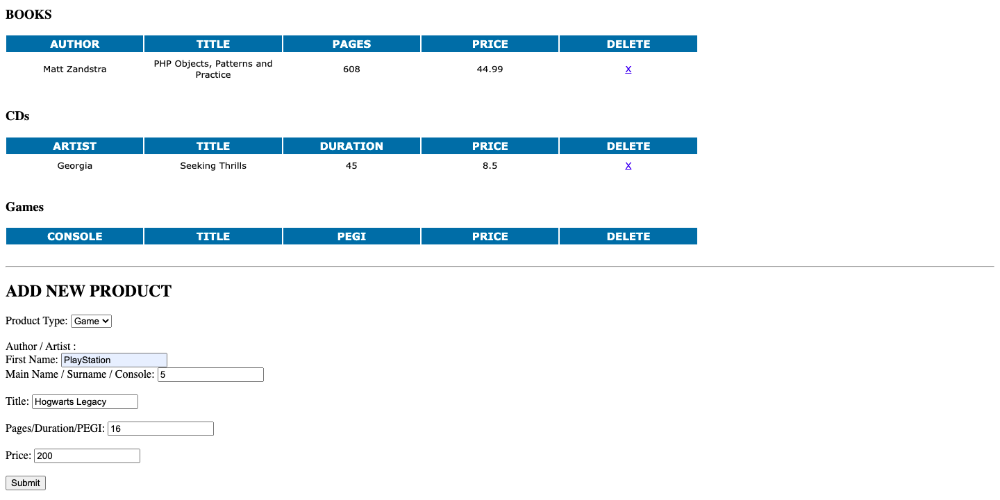 BOOKS
AUTHOR TITLE PAGES PRICE DELETE
Matt Zandstra PHP Objects, Patterns and Practice 608 44.99 X
CDs
ARTIST TITLE DURATION PRICE DELETE
Georgia Seeking Thrills 45 8.5 X
Games
CONSOLE TITLE PEGI PRICE DELETE
ADD NEW PRODUCT
Product Type: Game
Author / Artist :
First Name: PlayStation
Main Name / Surname / Console: 5
Title: Hogwarts Legacy
Pages/Duration/PEGI: 16
Price: 200
Submit